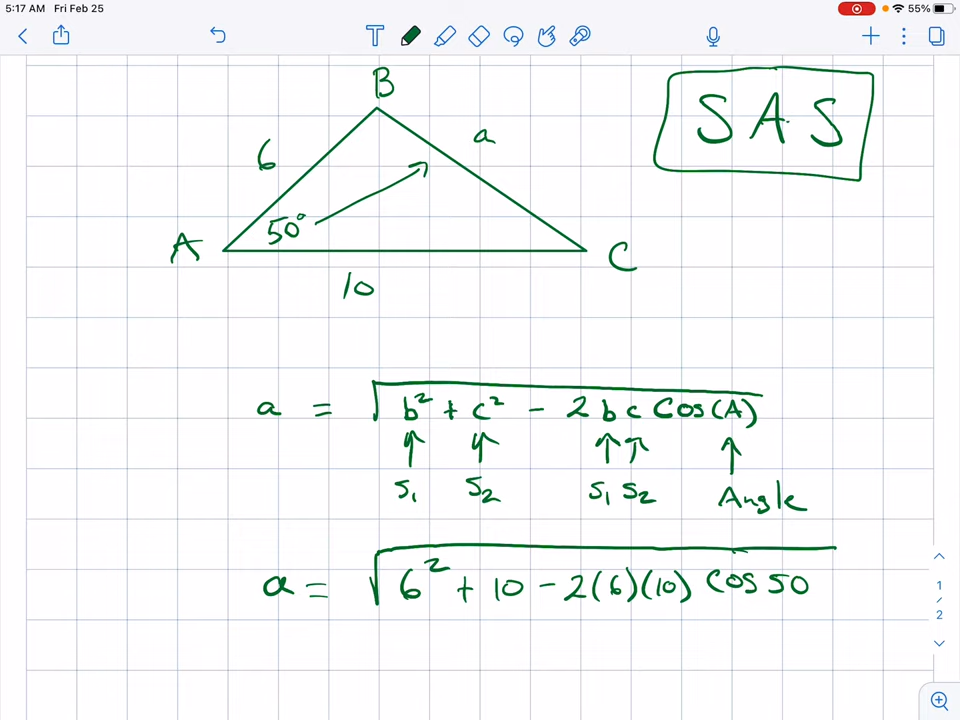 5:17 AM Fri Feb 25
55%
B
SAS
6
a
50°
A
C
10
a = √b² + c² - 2bc Cos(A)
S₁ S₂ S₁ S₂ Angle
a = √6² + 10 - 2(6)(10) Cos 50
1
/
2